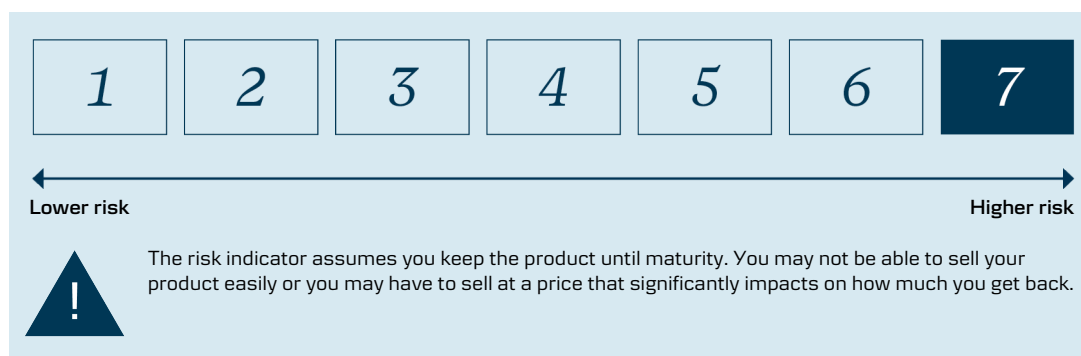 1 2 3 4 5 6 7
Lower risk Higher risk
The risk indicator assumes you keep the product until maturity. You may not be able to sell your
product easily or you may have to sell at a price that significantly impacts on how much you get back.
!